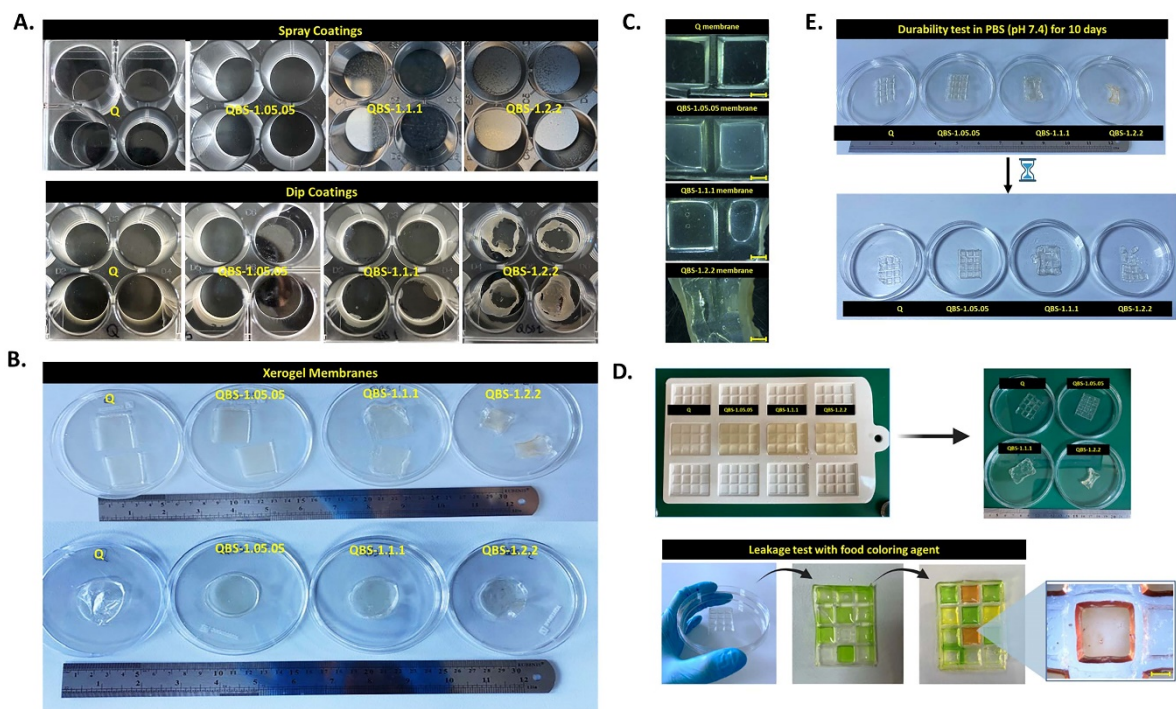 A.
Spray Coatings
Q
QBS-1.05.05
QBS-1.1.1
QBS-1.2.2
Dip Coatings
Q
QBS-1.05.05
QBS-1.1.1
QBS-1.2.2
B.
Xerogel Membranes
Q
QBS-1.05.05
QBS-1.1.1
QBS-1.2.2
Q
QBS-1.05.05
QBS-1.1.1
QBS-1.2.2
C.
Q membrane
QBS-1.05.05 membrane
QBS-1.1.1 membrane
QBS-1.2.2 membrane
E.
Durability test in PBS (pH 7.4) for 10 days
Q
QBS-1.05.05
QBS-1.1.1
QBS-1.2.2
Q
QBS-1.05.05
QBS-1.1.1
QBS-1.2.2
D.
Q
QBS-1.05.05
QBS-1.1.1
QBS-1.2.2
Q
QBS-1.05.05
QBS-1.1.1
QBS-1.2.2
Leakage test with food coloring agent